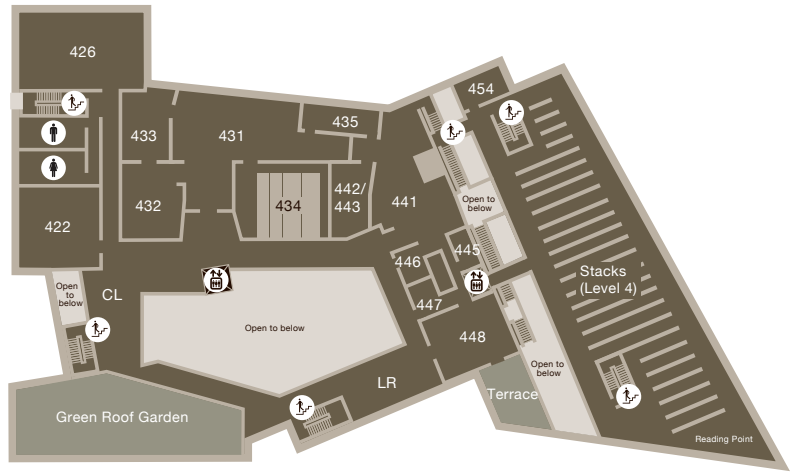 426
454
433
431
435
432
434
442/
443
441
Open to
below
422
445
446
Stacks
(Level 4)
Open
to
below
CL
447
Open to below
448
Open to
below
LR
Terrace
Green Roof Garden
Reading Point